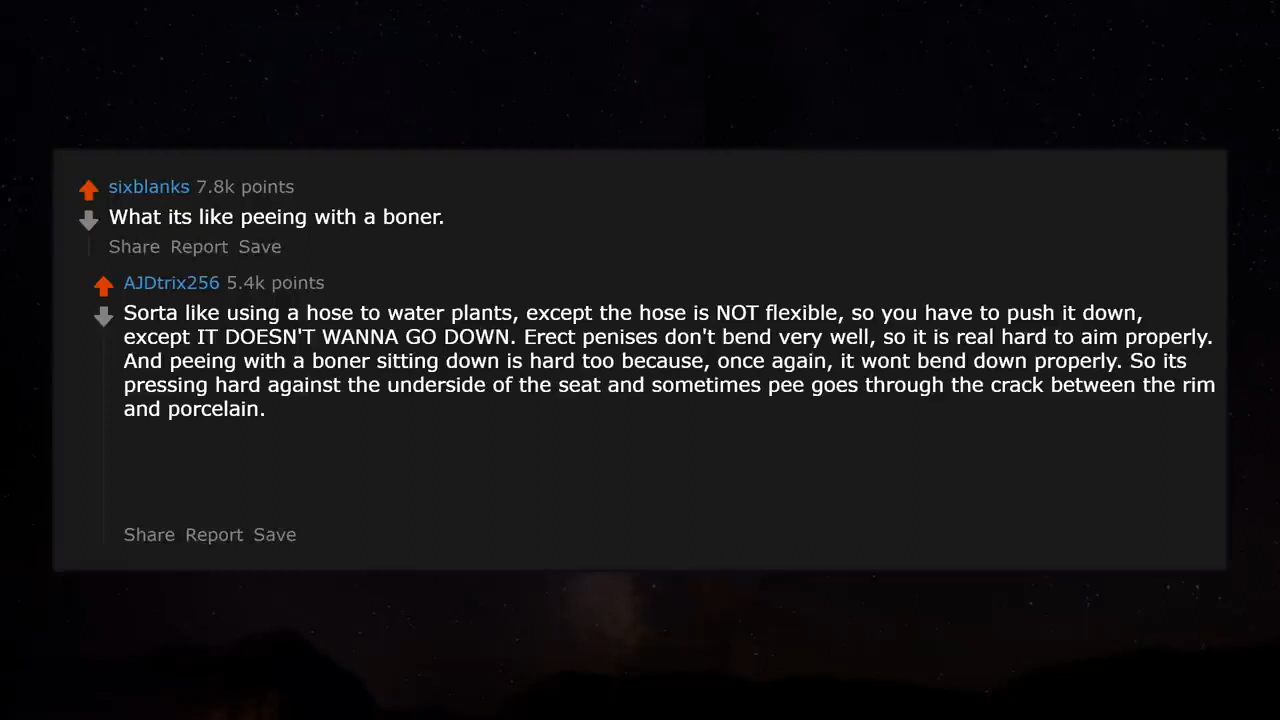 sixblanks 7.8k points
What its like peeing with a boner.
Share Report Save
AJDtrix256 5.4k points
Sorta like using a hose to water plants, except the hose is NOT flexible, so you have to push it down,
except IT DOESN'T WANNA GO DOWN. Erect penises don't bend very well, so it is real hard to aim properly.
And peeing with a boner sitting down is hard too because, once again, it wont bend down properly. So its
pressing hard against the underside of the seat and sometimes pee goes through the crack between the rim
and porcelain.
Share Report Save